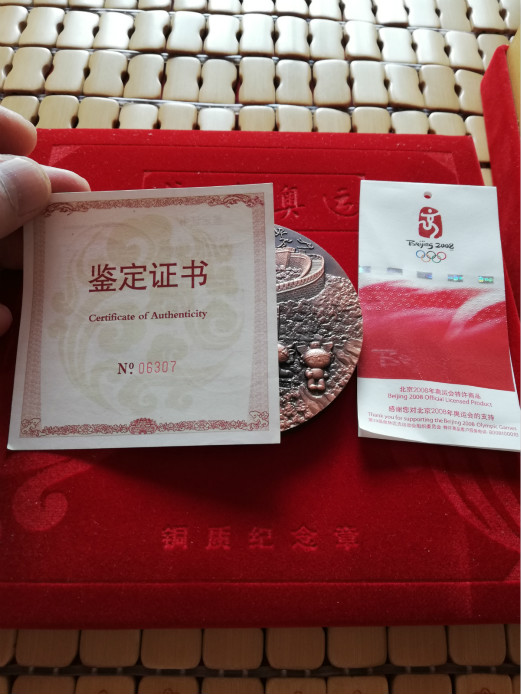 奥运
鉴定证书
Certificate of Authenticity
Nº 06307
Beijing 2008
北京2008年奥运会特许商品
Beijing 2008 Official Licensed Product
感谢您对北京2008年奥运会的支持
Thank you for supporting the Beijing 2008 Olympic Games
铜质纪念章